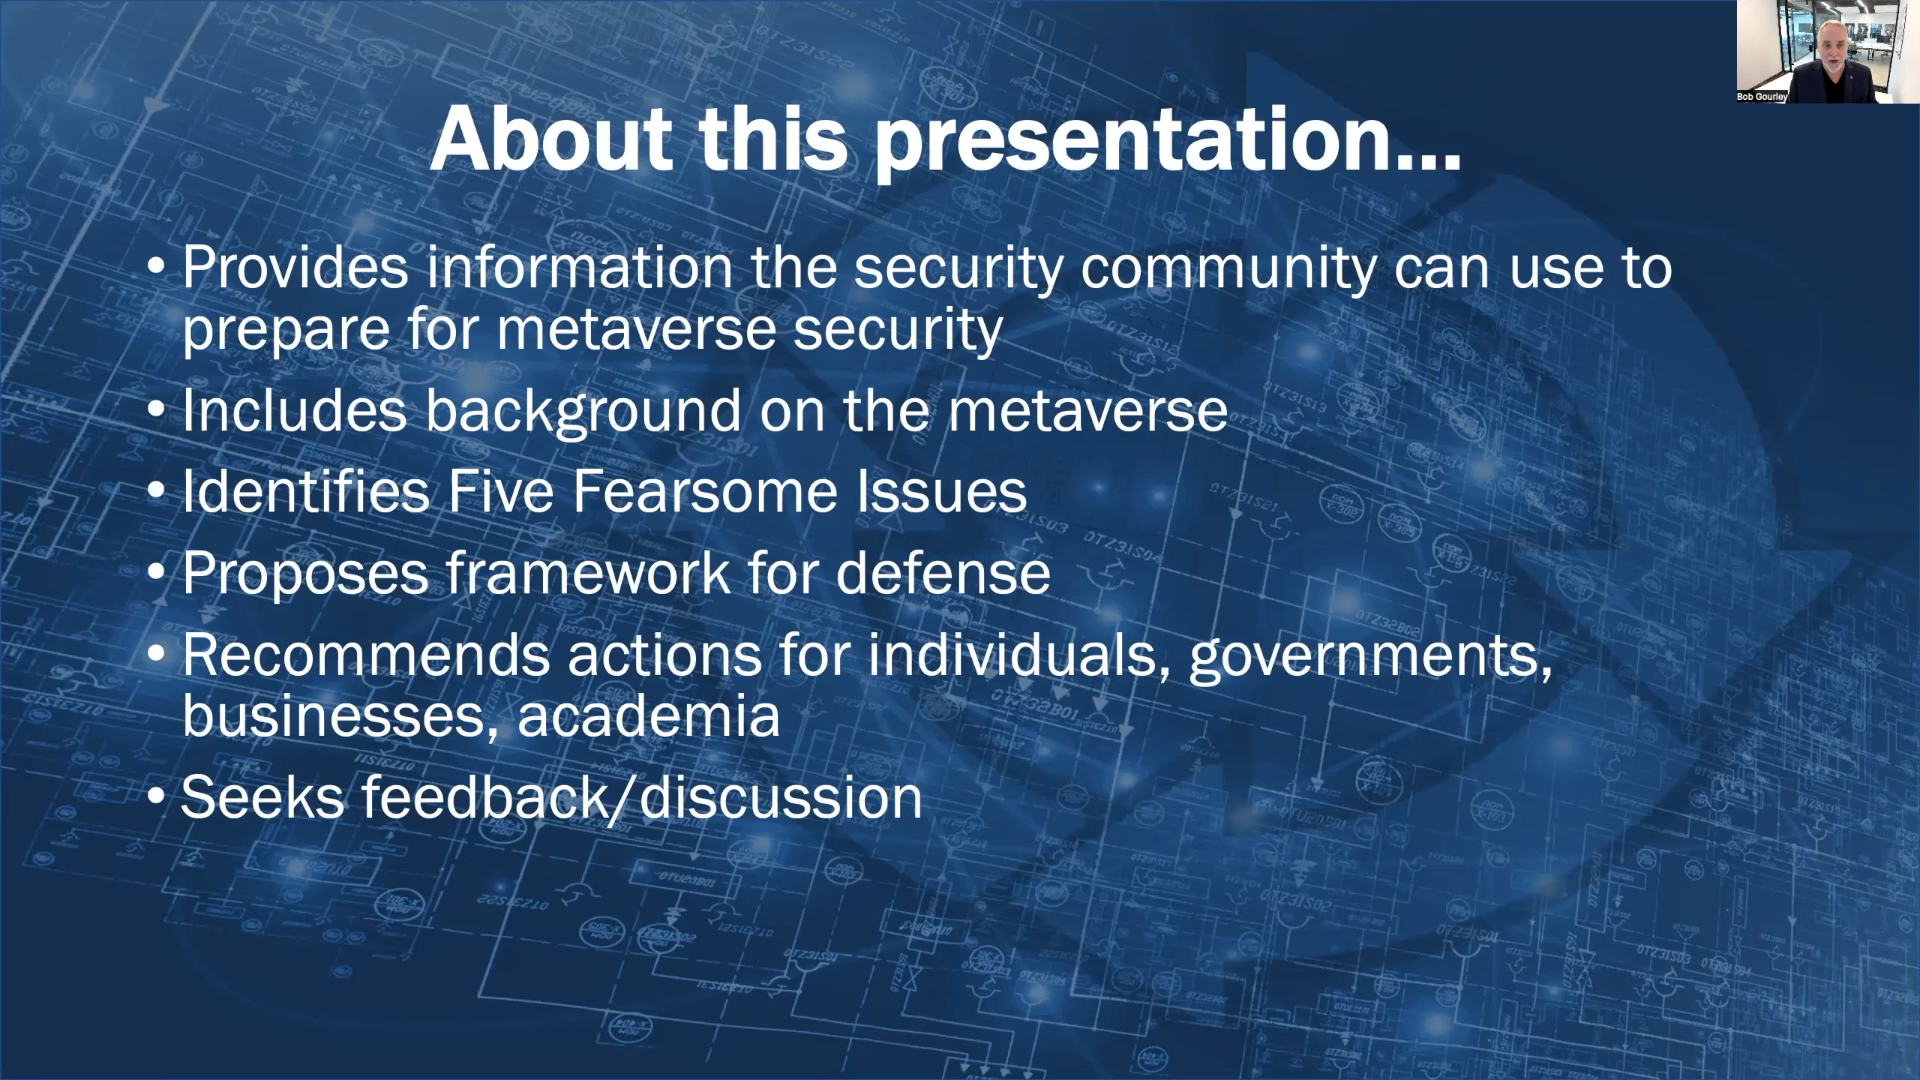 About this presentation...
• Provides information the security community can use to
prepare for metaverse security
• Includes background on the metaverse
• Identifies Five Fearsome Issues
• Proposes framework for defense
• Recommends actions for individuals, governments,
businesses, academia
• Seeks feedback/discussion
Bob Gourley